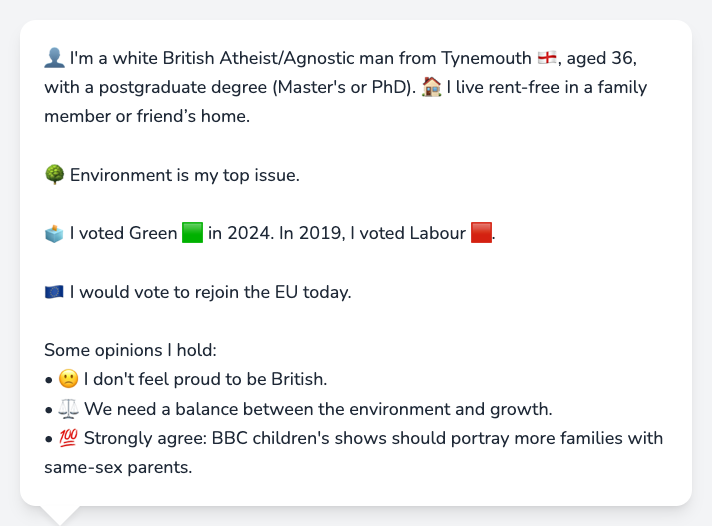 👤 I'm a white British Atheist/Agnostic man from Tynemouth 🏴󠁧󠁢󠁥󠁮󠁧󠁿, aged 36,
with a postgraduate degree (Master's or PhD). 🏠 I live rent-free in a family
member or friend’s home.
🌳 Environment is my top issue.
🗳️ I voted Green 🟩 in 2024. In 2019, I voted Labour 🟥.
🇪🇺 I would vote to rejoin the EU today.
Some opinions I hold:
• 🙁 I don't feel proud to be British.
• ⚖️ We need a balance between the environment and growth.
• 💯 Strongly agree: BBC children's shows should portray more families with
same-sex parents.